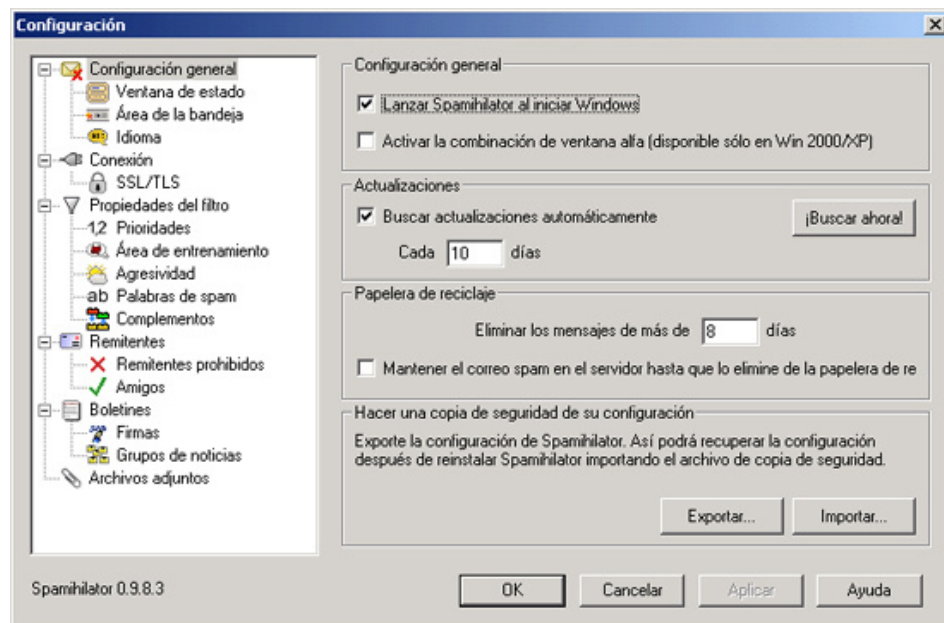 Configuración
Configuración general
Ventana de estado
Área de la bandeja
Idioma
Conexión
SSL/TLS
Propiedades del filtro
1,2 Prioridades
Área de entrenamiento
Agresividad
ab Palabras de spam
Complementos
Remitentes
Remitentes prohibidos
Amigos
Boletines
Firmas
Grupos de noticias
Archivos adjuntos
Configuración general
Lanzar Spamihilator al iniciar Windows
Activar la combinación de ventana alfa (disponible sólo en Win 2000/XP)
Actualizaciones
Buscar actualizaciones automáticamente
¡Buscar ahora!
Cada 10 días
Papelera de reciclaje
Eliminar los mensajes de más de 8 días
Mantener el correo spam en el servidor hasta que lo elimine de la papelera de re
Hacer una copia de seguridad de su configuración
Exporte la configuración de Spamihilator. Así podrá recuperar la configuración
después de reinstalar Spamihilator importando el archivo de copia de seguridad.
Exportar... Importar...
Spamihilator 0.9.8.3
OK Cancelar Aplicar Ayuda